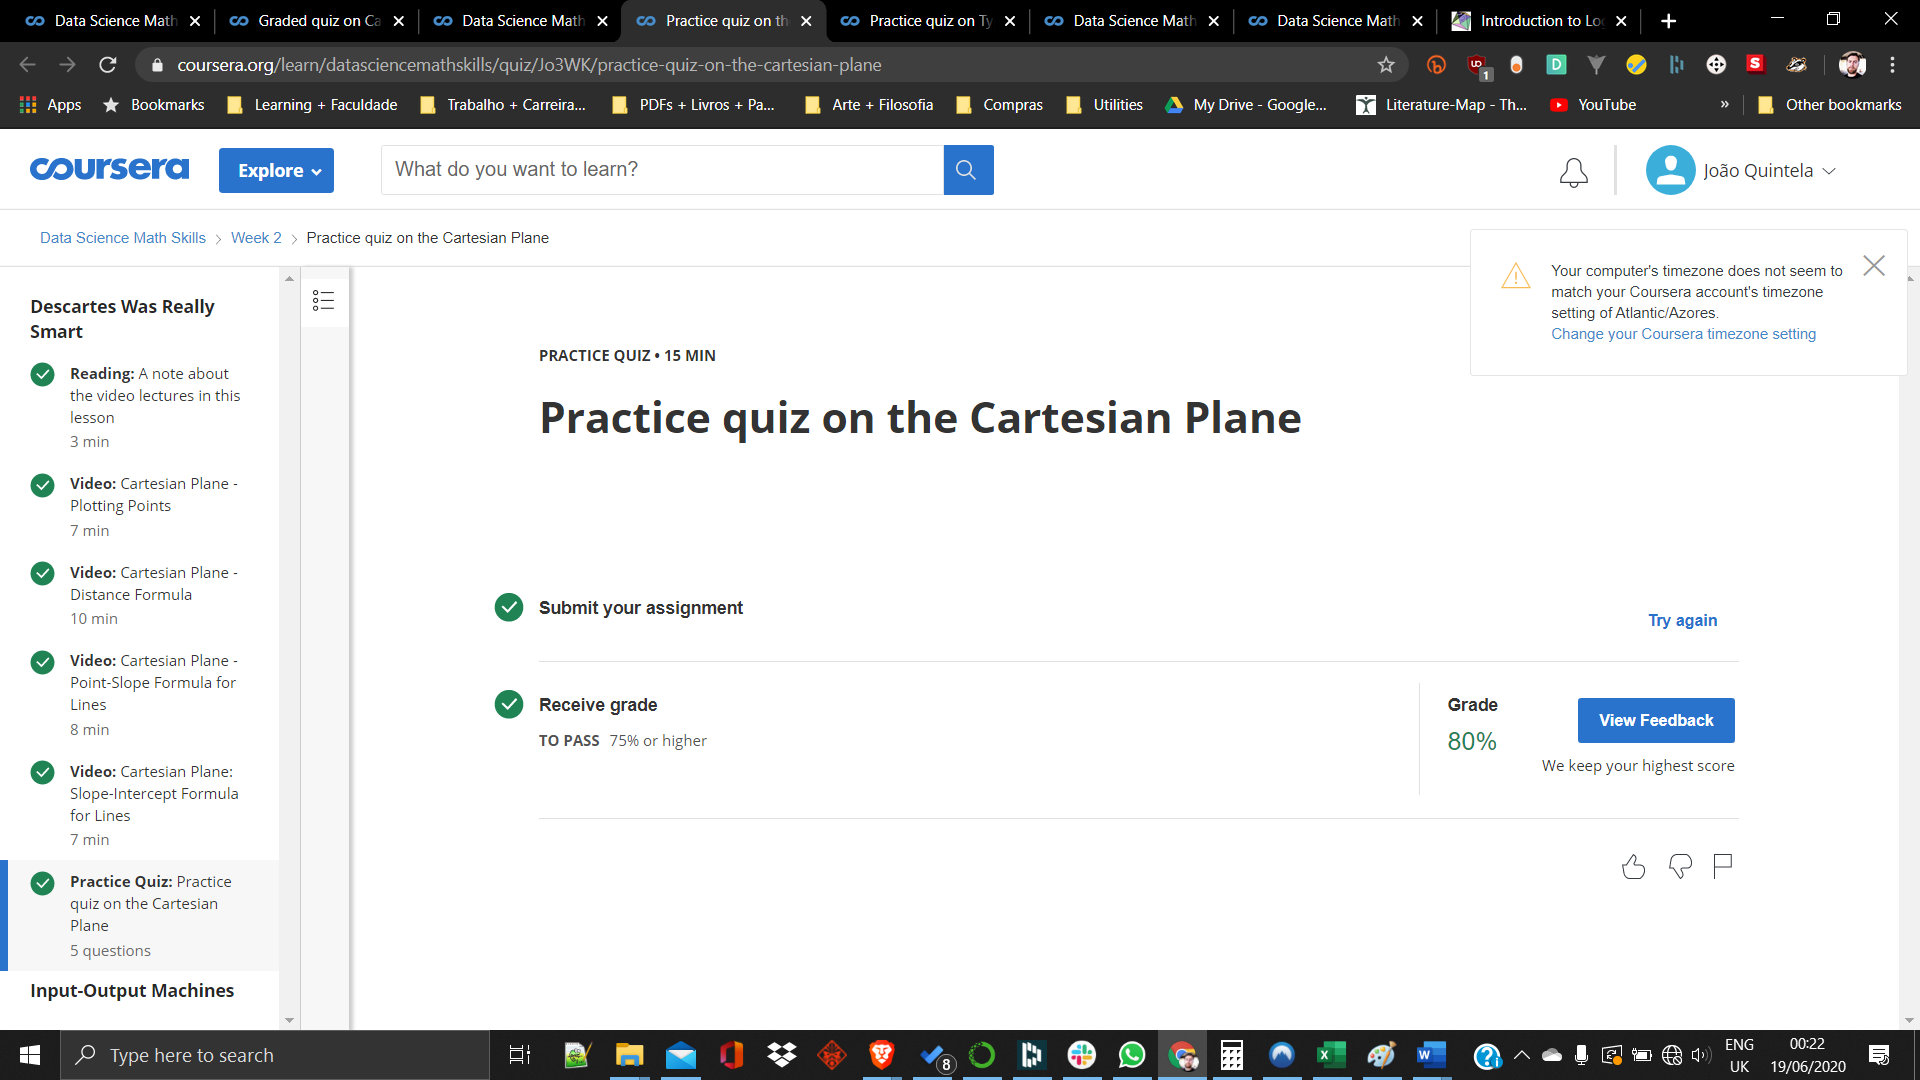 Data Science Math
Graded quiz on Ca
Data Science Math
Practice quiz on th
Practice quiz on Ty
Data Science Math
Data Science Math
Introduction to Lo
coursera.org/learn/datasciencemathskills/quiz/Jo3WK/practice-quiz-on-the-cartesian-plane
1
D
S
Apps
Bookmarks
Learning + Faculdade
Trabalho + Carreira...
PDFs + Livros + Pa...
Arte + Filosofia
Compras
Utilities
My Drive - Google...
Literature-Map - Th...
YouTube
»
Other bookmarks
coursera
Explore
What do you want to learn?
João Quintela
Data Science Math Skills
Week 2
Practice quiz on the Cartesian Plane
Your computer's timezone does not seem to
match your Coursera account's timezone
setting of Atlantic/Azores.
Change your Coursera timezone setting
Descartes Was Really
Smart
Reading: A note about
the video lectures in this
lesson
3 min
Video: Cartesian Plane -
Plotting Points
7 min
Video: Cartesian Plane -
Distance Formula
10 min
Video: Cartesian Plane -
Point-Slope Formula for
Lines
8 min
Video: Cartesian Plane:
Slope-Intercept Formula
for Lines
7 min
Practice Quiz: Practice
quiz on the Cartesian
Plane
5 questions
Input-Output Machines
PRACTICE QUIZ • 15 MIN
Practice quiz on the Cartesian Plane
Submit your assignment
Try again
Receive grade
TO PASS 75% or higher
Grade
80%
View Feedback
We keep your highest score
Type here to search
8
ENG
UK
00:22
19/06/2020